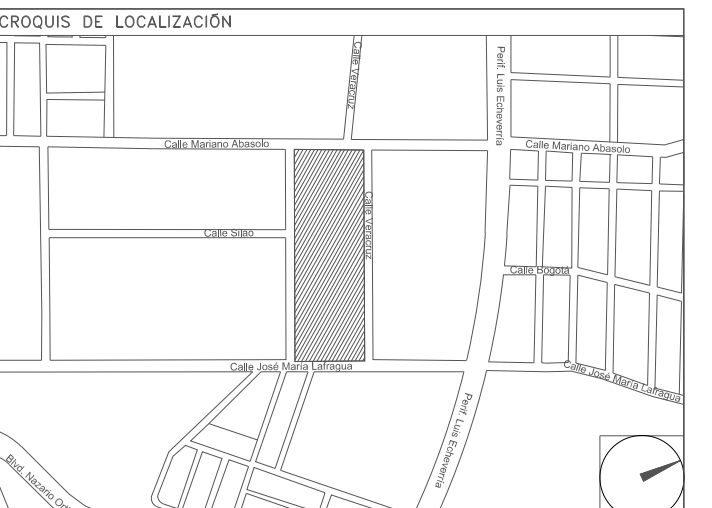 CROQUIS DE LOCALIZACIÓN
Calle Veracruz
Perif. Luis Echeverría
Calle Mariano Abasolo
Calle Mariano Abasolo
Calle Veracruz
Calle Silao
Calle Bogotá
Calle José María Lafragua
Calle José María Lafragua
Perif. Luis Echeverría
Blvd. Nazario